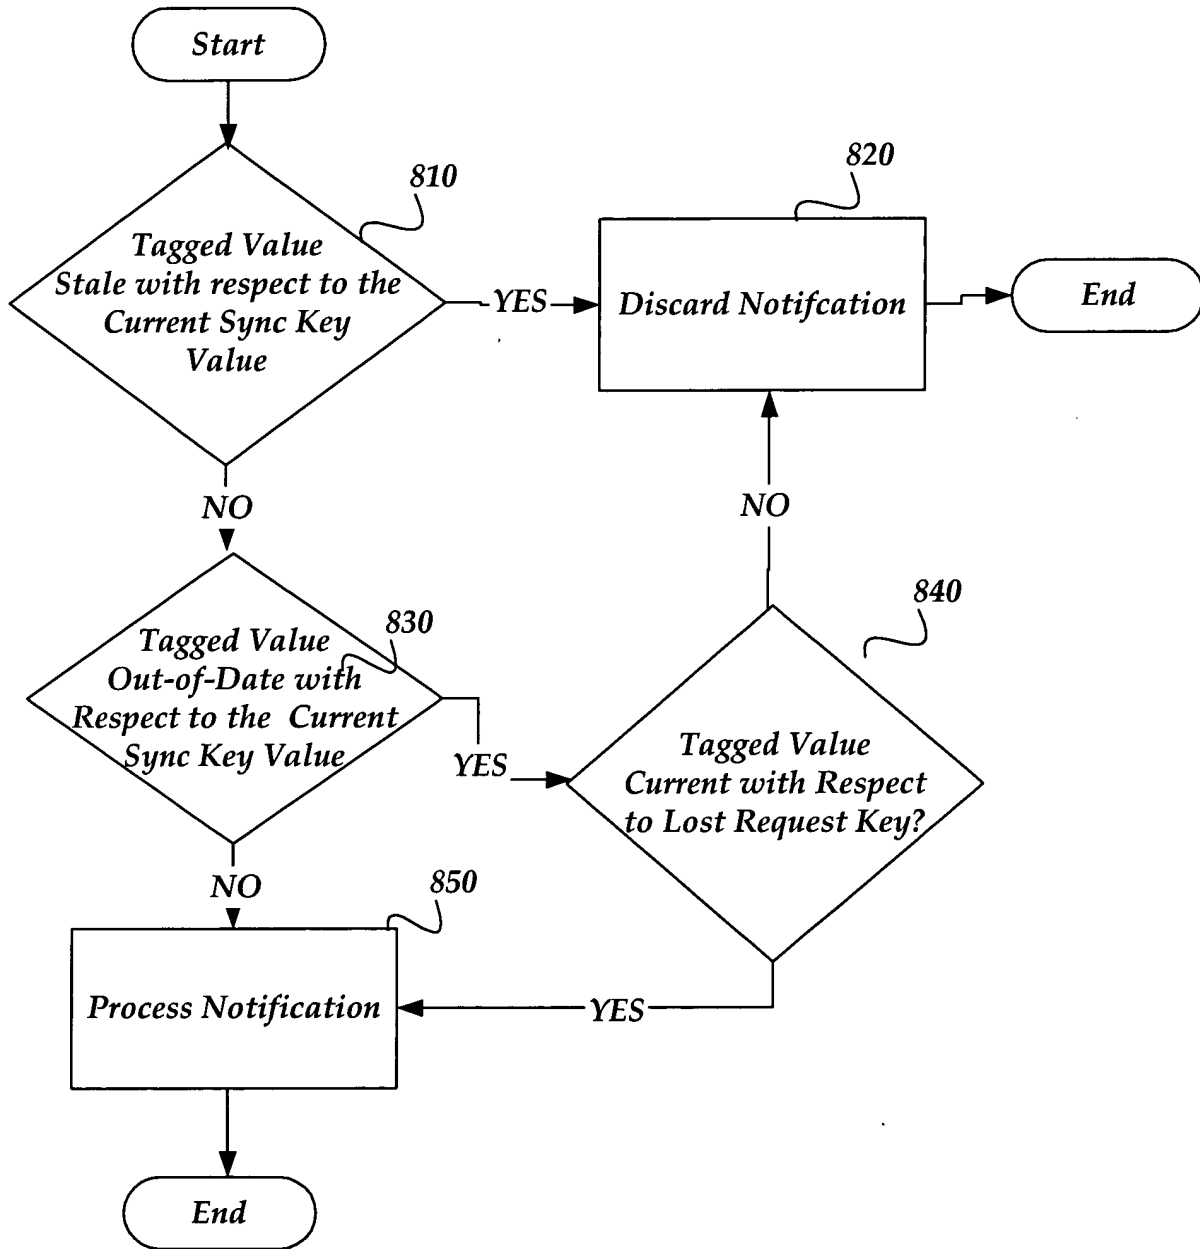 Start
810
Tagged Value
Stale with respect to the
Current Sync Key
Value
YES
820
Discard Notifcation
End
NO
NO
830
Tagged Value
Out-of-Date with
Respect to the Current
Sync Key Value
YES
840
Tagged Value
Current with Respect
to Lost Request Key?
NO
850
Process Notification
YES
End